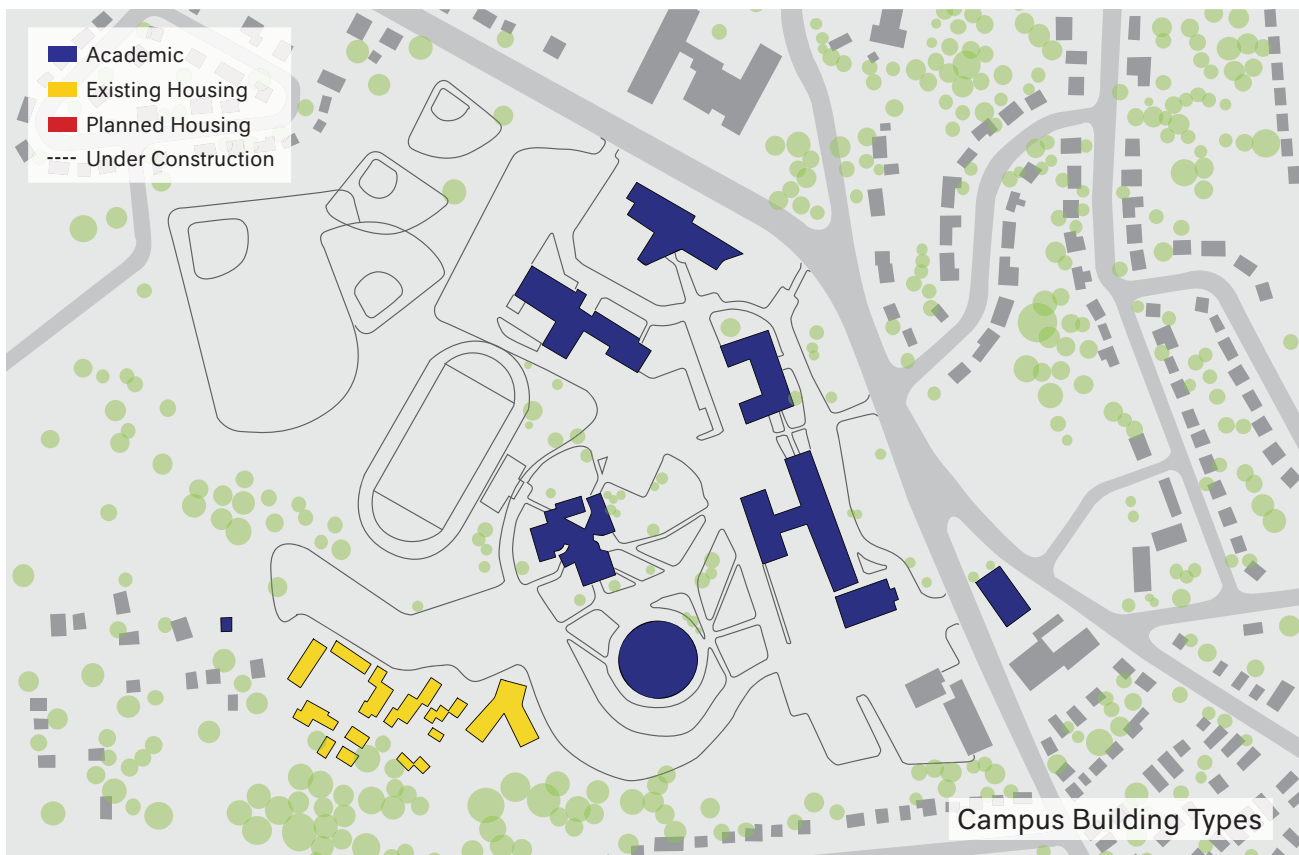 Academic
Existing Housing
Planned Housing
Under Construction
Campus Building Types